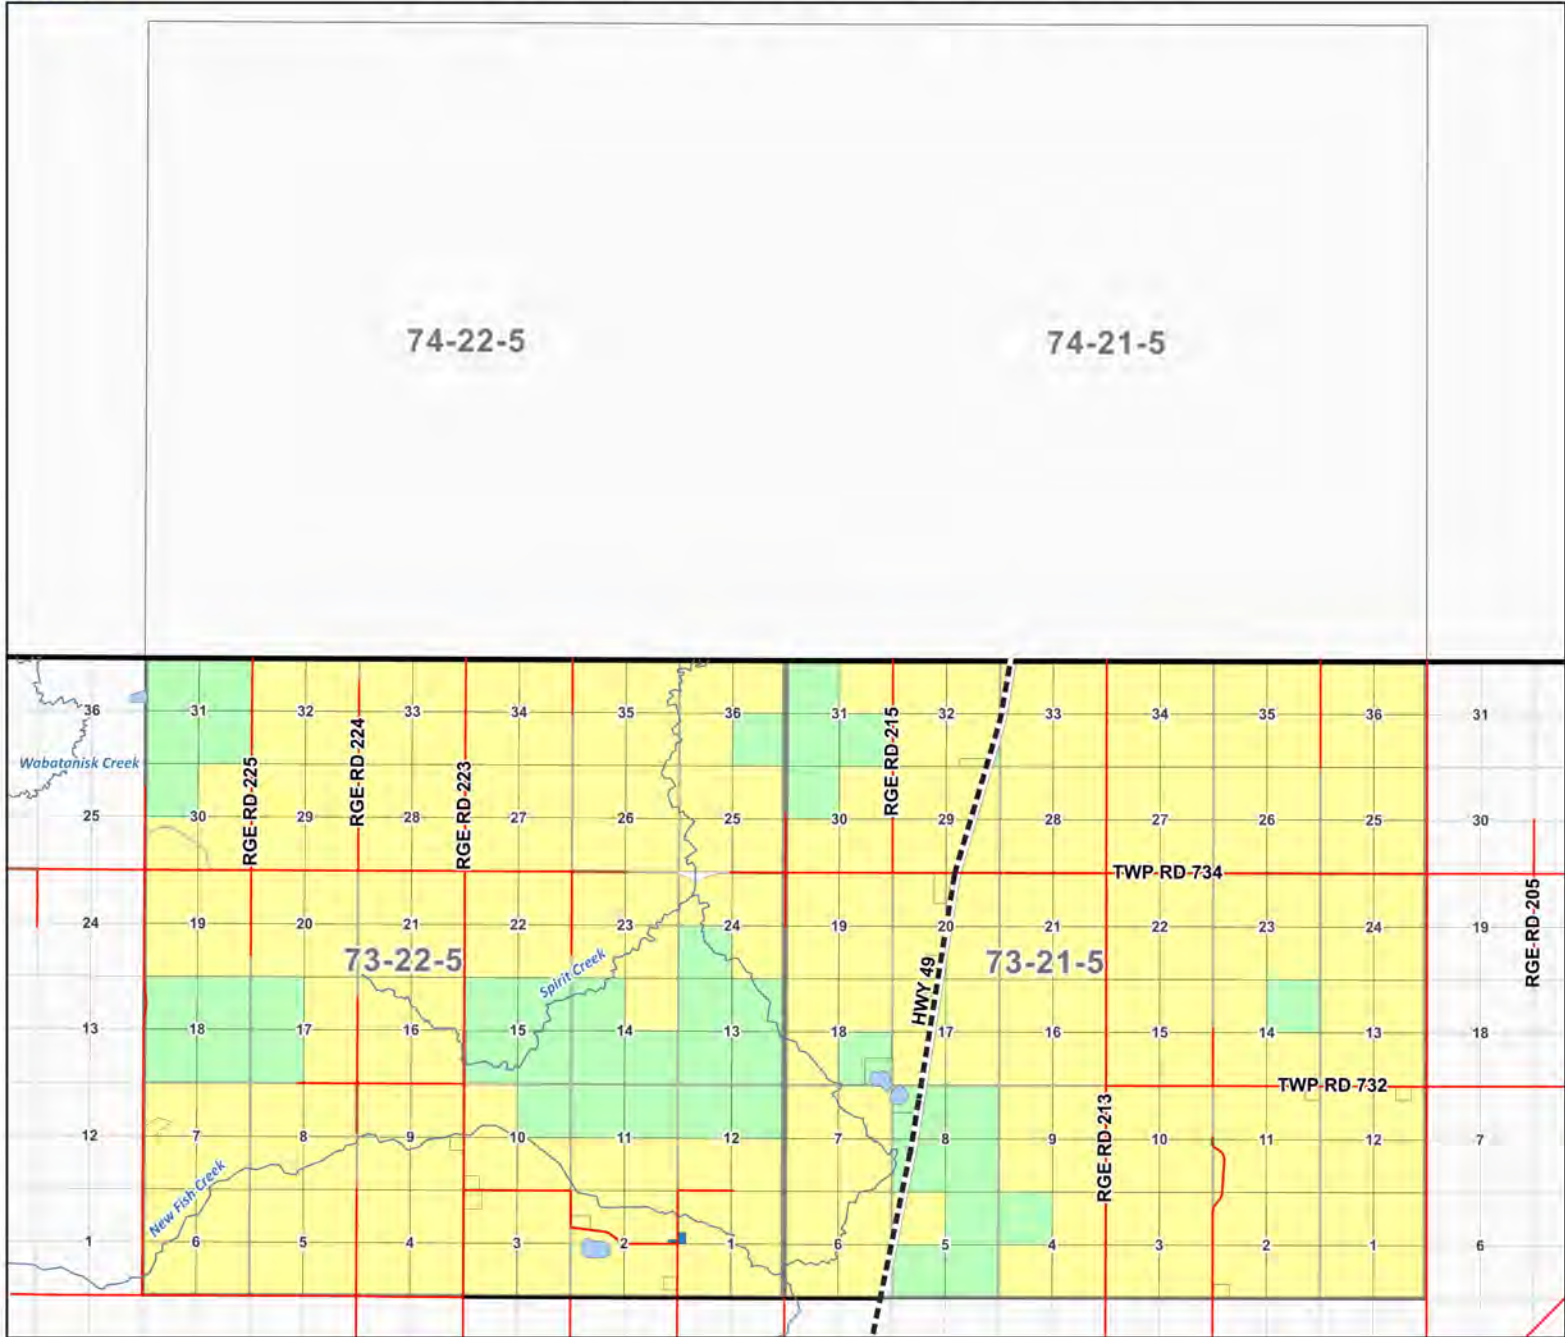 74-22-5 74-21-5
36 31 32 33 34 35 36 31 32 33 34 35 36 31
Wabatanisk Creek
RGE-RD-225
RGE-RD-224
RGE-RD-223
RGE-RD-215
25 30 29 28 27 26 25 30 29 28 27 26 25 30
TWP RD 734
24 19 20 21 22 23 24 19 20 21 22 23 24 19
RGE-RD-205
73-22-5 73-21-5
Spirit Creek
HWY 49
13 18 17 16 15 14 13 18 17 16 15 14 13 18
TWP RD 732
12 7 8 9 10 11 12 7 8 9 10 11 12 7
RGE-RD-213
New Fish Creek
1 6 5 4 3 2 1 6 5 4 3 2 1 6